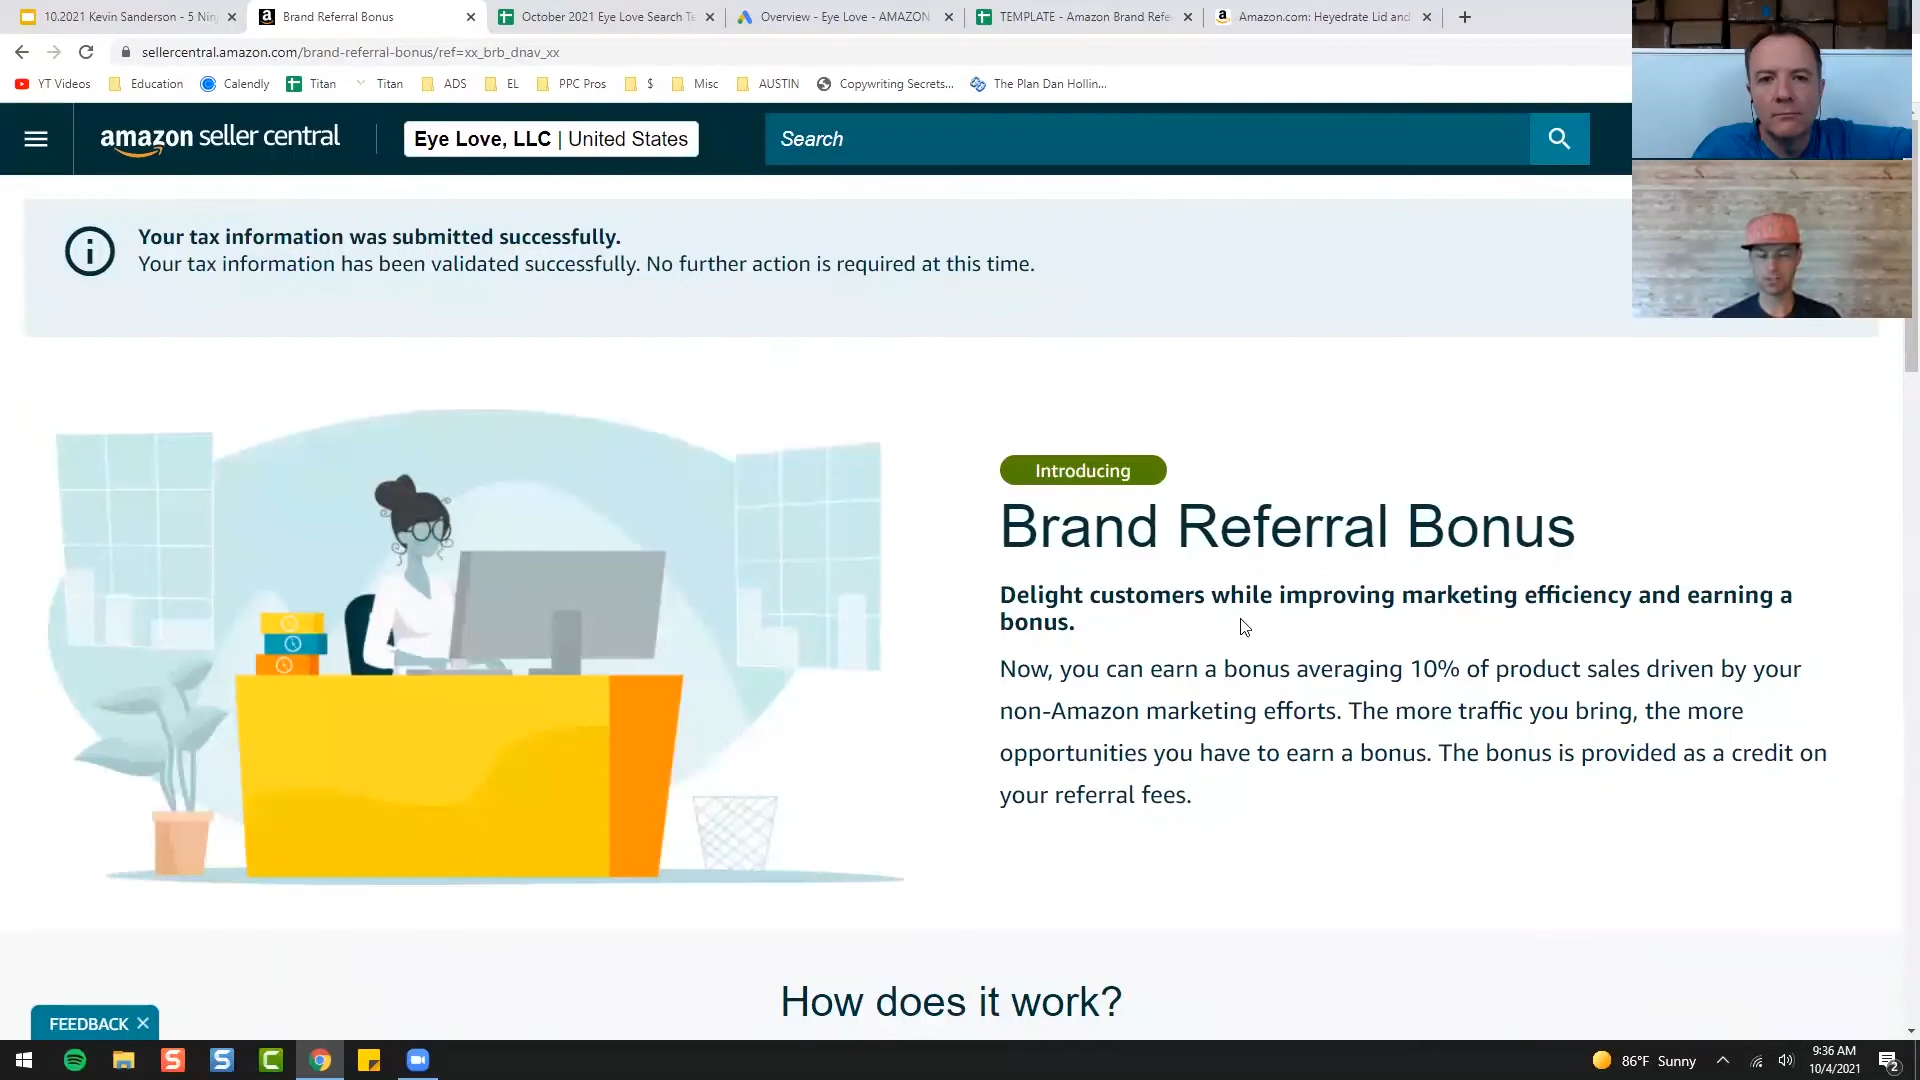 10.2021 Kevin Sanderson - 5 Nin
Brand Referral Bonus
October 2021 Eye Love Search Te
Overview - Eye Love - AMAZON
TEMPLATE - Amazon Brand Refe
Amazon.com: Heyedrate Lid and
sellercentral.amazon.com/brand-referral-bonus/ref=xx_brb_dnav_xx
YT Videos
Education
Calendly
Titan
Titan
ADS
EL
PPC Pros
$
Misc
AUSTIN
Copywriting Secrets...
The Plan Dan Hollin...
amazon seller central
Eye Love, LLC | United States
Search
Your tax information was submitted successfully.
Your tax information has been validated successfully. No further action is required at this time.
Introducing
Brand Referral Bonus
Delight customers while improving marketing efficiency and earning a
bonus.
Now, you can earn a bonus averaging 10% of product sales driven by your
non-Amazon marketing efforts. The more traffic you bring, the more
opportunities you have to earn a bonus. The bonus is provided as a credit on
your referral fees.
How does it work?
FEEDBACK
86°F Sunny
9:36 AM
10/4/2021
2